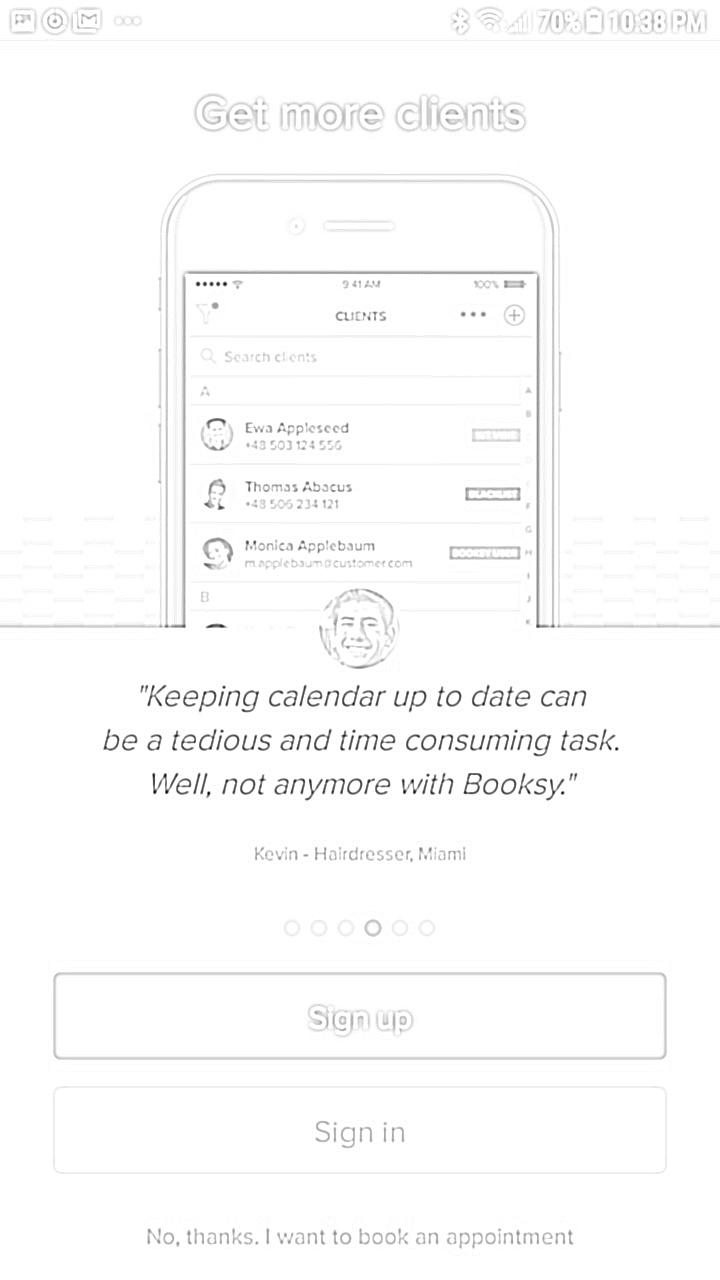 70% 10:38 PM
Get more clients
9:41 AM 100%
CLIENTS
Search clients
A
A
B
Ewa Appleseed
+48 503 124 556
Thomas Abacus
BLACKLIST
+48 506 234 121
F
G
Monica Applebaum
BOOKSY USER
H
m.applebaum@customer.com
I
B
J
K
"Keeping calendar up to date can
be a tedious and time consuming task.
Well, not anymore with Booksy."
Kevin - Hairdresser, Miami
Sign up
Sign in
No, thanks. I want to book an appointment